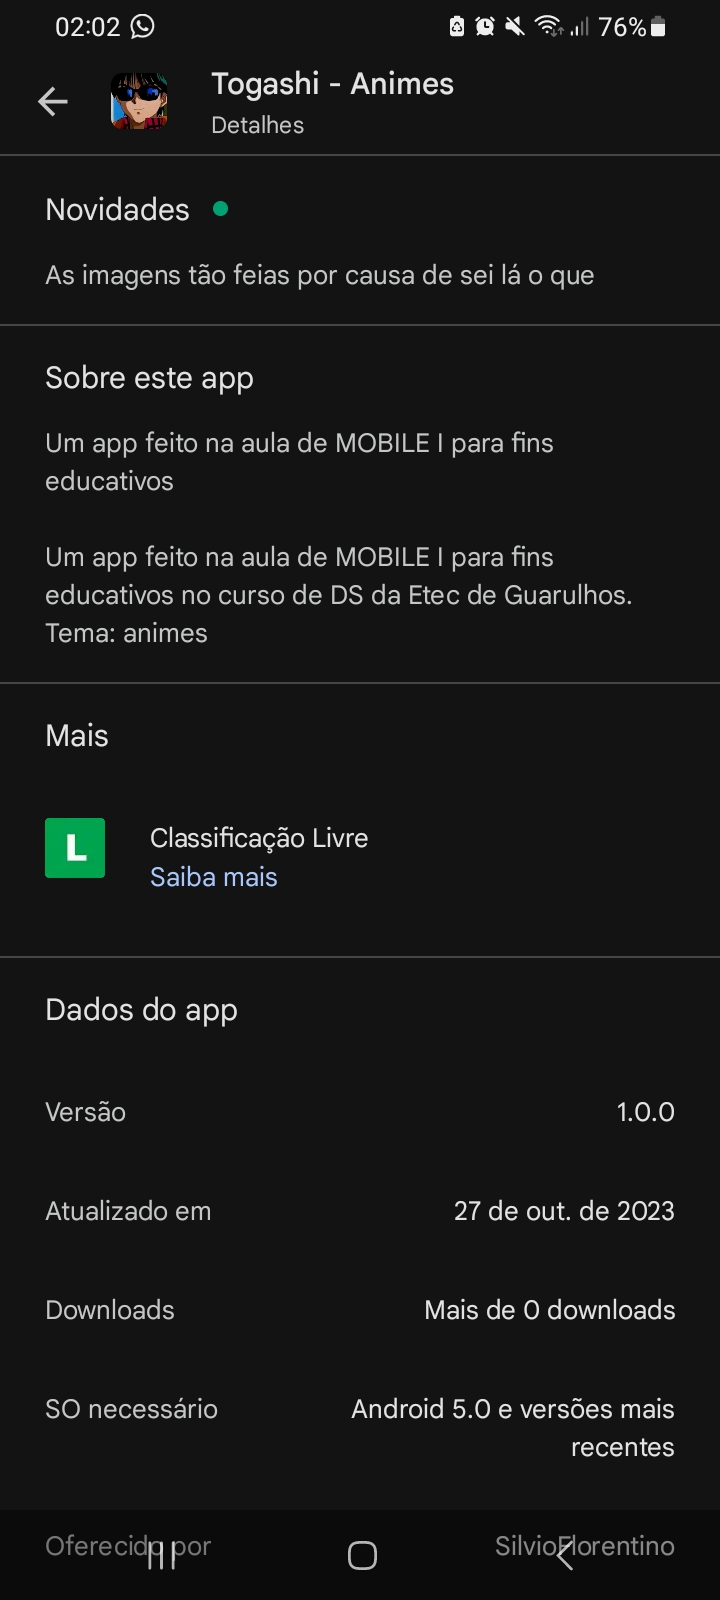 02:02
76%
Togashi - Animes
Detalhes
Novidades
As imagens tão feias por causa de sei lá o que
Sobre este app
Um app feito na aula de MOBILE I para fins
educativos
Um app feito na aula de MOBILE I para fins
educativos no curso de DS da Etec de Guarulhos.
Tema: animes
Mais
L
Classificação Livre
Saiba mais
Dados do app
Versão 1.0.0
Atualizado em 27 de out. de 2023
Downloads Mais de 0 downloads
SO necessário Android 5.0 e versões mais
recentes
Oferecido por SilvioFlorentino